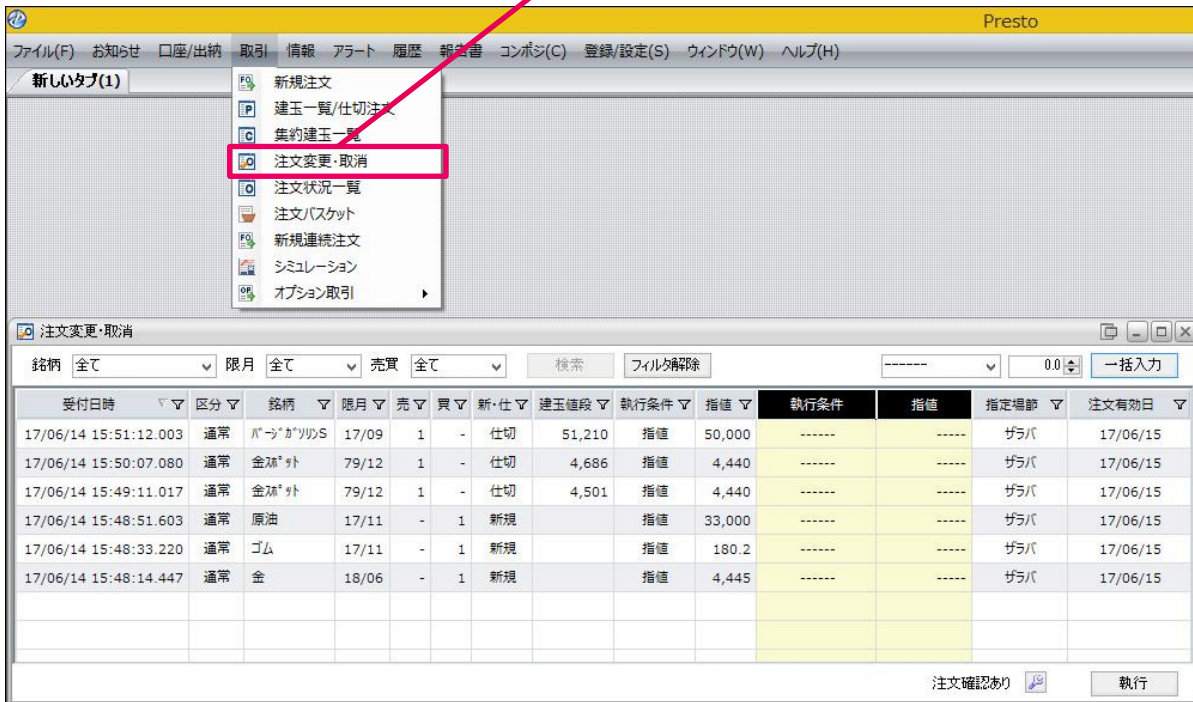 Presto
ファイル(F) お知らせ 口座/出納 取引 情報 アラート 履歴 報告書 コンポジ(C) 登録/設定(S) ウィンドウ(W) ヘルプ(H)
新しいタブ(1)
新規注文
建玉一覧/仕切注文
集約建玉一覧
注文変更・取消
注文状況一覧
注文バスケット
新規連続注文
シミュレーション
オプション取引
注文変更・取消
銘柄 全て 限月 全て 売買 全て 検索 フィルタ解除 ------ 0.0 一括入力
受付日時 区分 銘柄 限月 売 買 新・仕 建玉値段 執行条件 指値 執行条件 指値 指定場節 注文有効日
17/06/14 15:51:12.003 通常 バージガソリンS 17/09 1 - 仕切 51,210 指値 50,000 ------ ----- ザラバ 17/06/15
17/06/14 15:50:07.080 通常 金スポット 79/12 1 - 仕切 4,686 指値 4,440 ------ ----- ザラバ 17/06/15
17/06/14 15:49:11.017 通常 金スポット 79/12 1 - 仕切 4,501 指値 4,440 ------ ----- ザラバ 17/06/15
17/06/14 15:48:51.603 通常 原油 17/11 - 1 新規 指値 33,000 ------ ----- ザラバ 17/06/15
17/06/14 15:48:33.220 通常 ゴム 17/11 - 1 新規 指値 180.2 ------ ----- ザラバ 17/06/15
17/06/14 15:48:14.447 通常 金 18/06 - 1 新規 指値 4,445 ------ ----- ザラバ 17/06/15
注文確認あり 執行